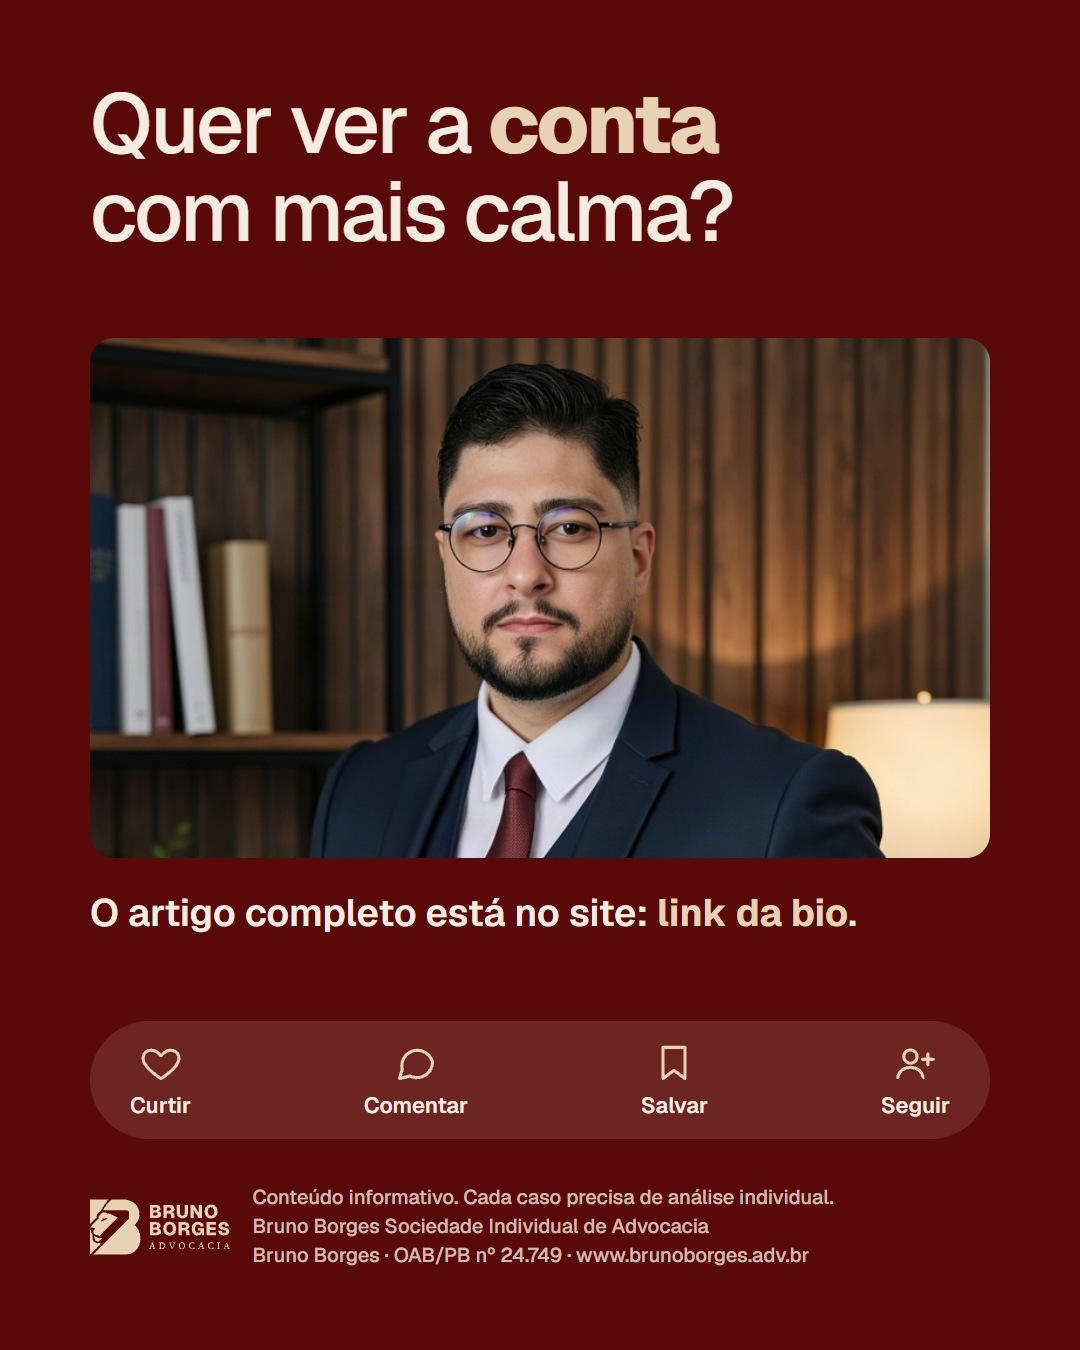 Quer ver a conta
com mais calma?
O artigo completo está no site: link da bio.
Curtir
Comentar
Salvar
Seguir
BRUNO
BORGES
ADVOCACIA
Conteúdo informativo. Cada caso precisa de análise individual.
Bruno Borges Sociedade Individual de Advocacia
Bruno Borges · OAB/PB nº 24.749 · www.brunoborges.adv.br